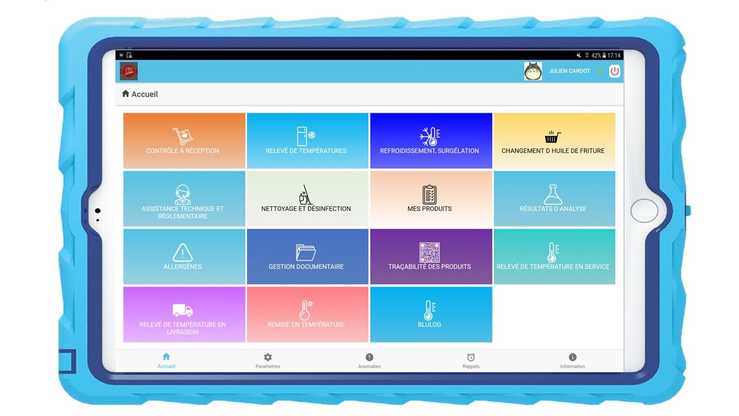 42% 17:14
JULIEN CARDOT
Accueil
CONTRÔLE À RÉCEPTION
RELEVÉ DE TEMPÉRATURES
REFROIDISSEMENT, SURGÉLATION
CHANGEMENT D HUILE DE FRITURE
ASSISTANCE TECHNIQUE ET
RÉGLEMENTAIRE
NETTOYAGE ET DÉSINFECTION
MES PRODUITS
RÉSULTATS D ANALYSE
ALLERGÈNES
GESTION DOCUMENTAIRE
TRAÇABILITÉ DES PRODUITS
RELEVÉ DE TEMPÉRATURE EN SERVICE
RELEVÉ DE TEMPÉRATURE EN
LIVRAISON
REMISE EN TEMPÉRATURE
BLULOG
Accueil
Paramètres
Anomalies
Rappels
Information